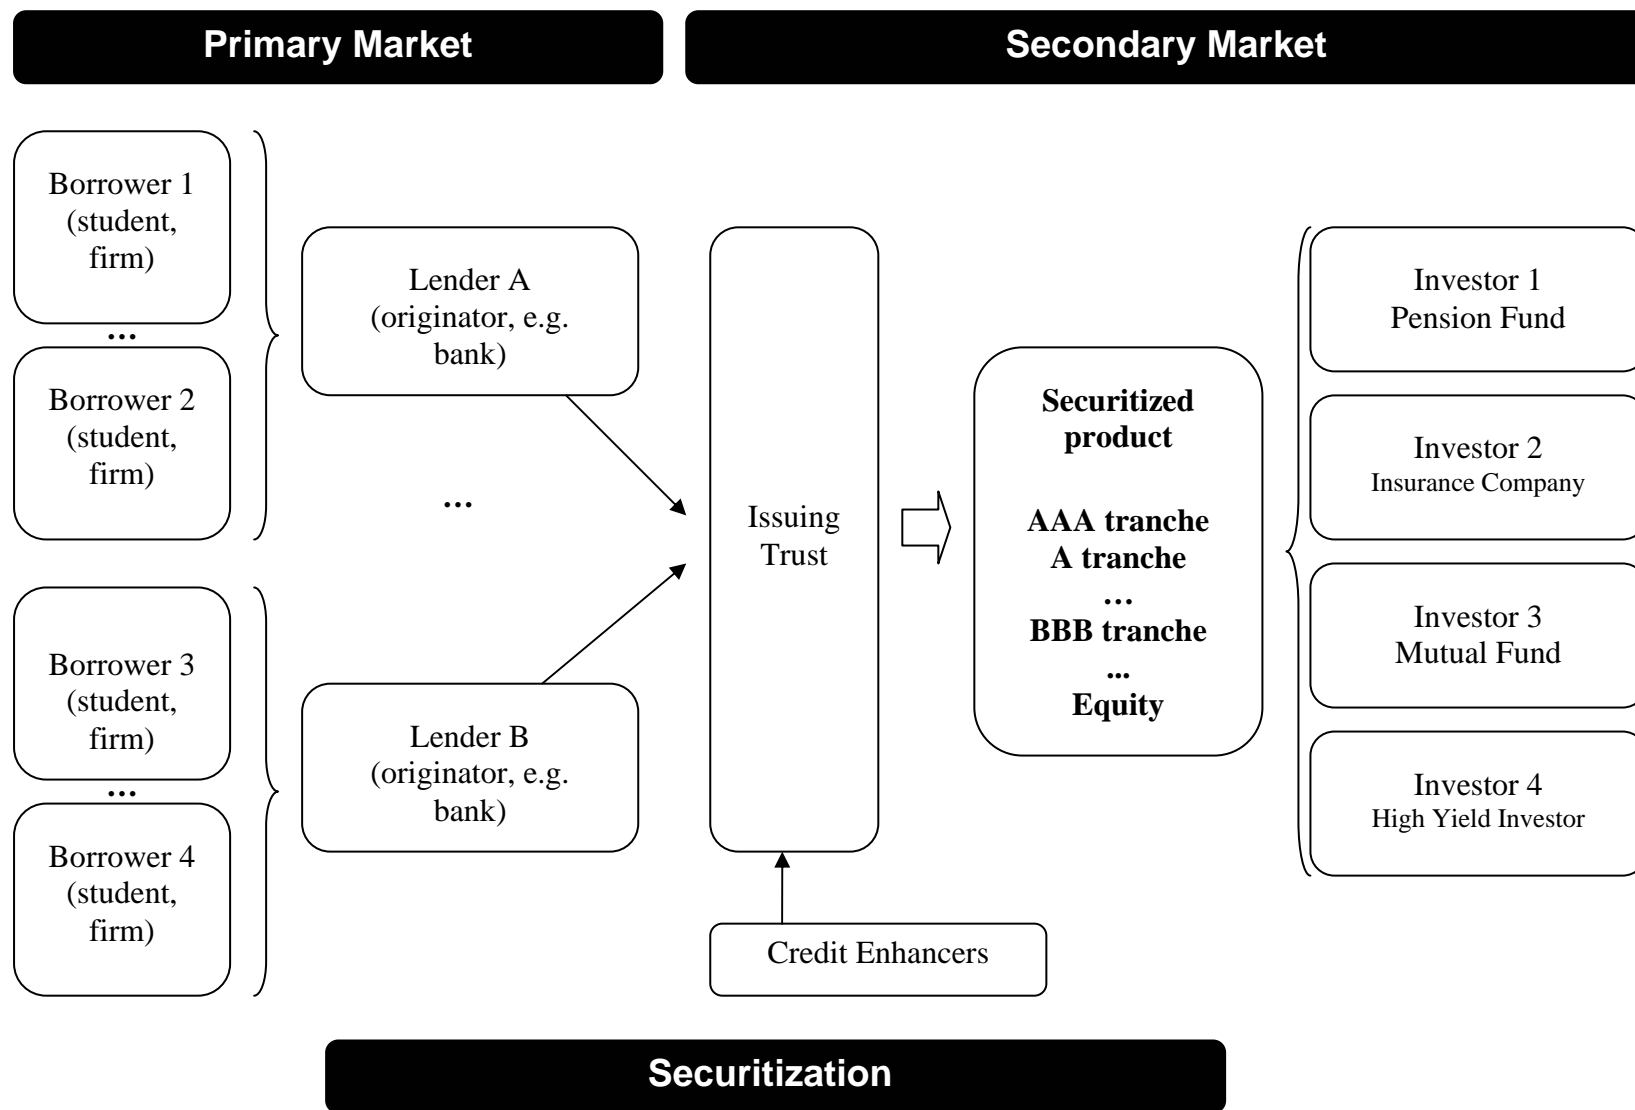 Primary Market
Secondary Market
Borrower 1
(student,
firm)
...
Borrower 2
(student,
firm)
Borrower 3
(student,
firm)
...
Borrower 4
(student,
firm)
Lender A
(originator, e.g.
bank)
...
Lender B
(originator, e.g.
bank)
Issuing
Trust
Credit Enhancers
Securitized
product
AAA tranche
A tranche
…
BBB tranche
...
Equity
Investor 1
Pension Fund
Investor 2
Insurance Company
Investor 3
Mutual Fund
Investor 4
High Yield Investor
Securitization